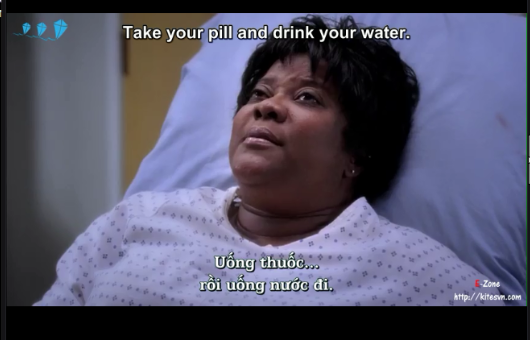 Take your pill and drink your water.
Uống thuốc...
rồi uống nước đi.
E-Zone
http://kitesvn.com